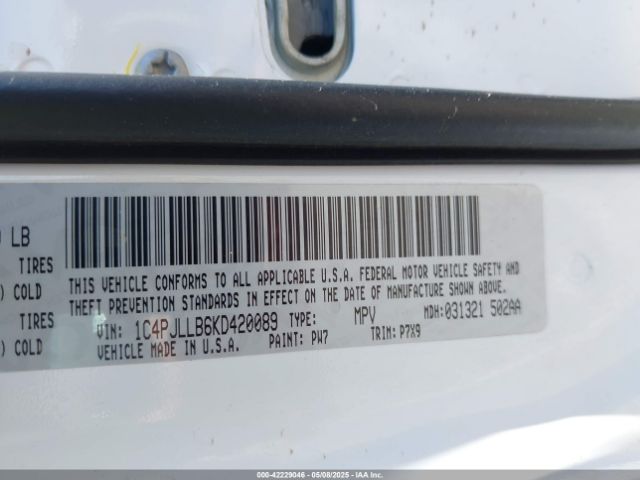 LB
TIRES
) COLD
TIRES
) COLD
THIS VEHICLE CONFORMS TO ALL APPLICABLE U.S.A. FEDERAL MOTOR VEHICLE SAFETY AND
THEFT PREVENTION STANDARDS IN EFFECT ON THE DATE OF MANUFACTURE SHOWN ABOVE.
VIN: 1C4PJLLB6KD420089 TYPE: MPV MDH:031321 502AA
VEHICLE MADE IN U.S.A. PAINT: PW7 TRIM: P7X9
000-42229046 - 05/08/2025 - IAA Inc.